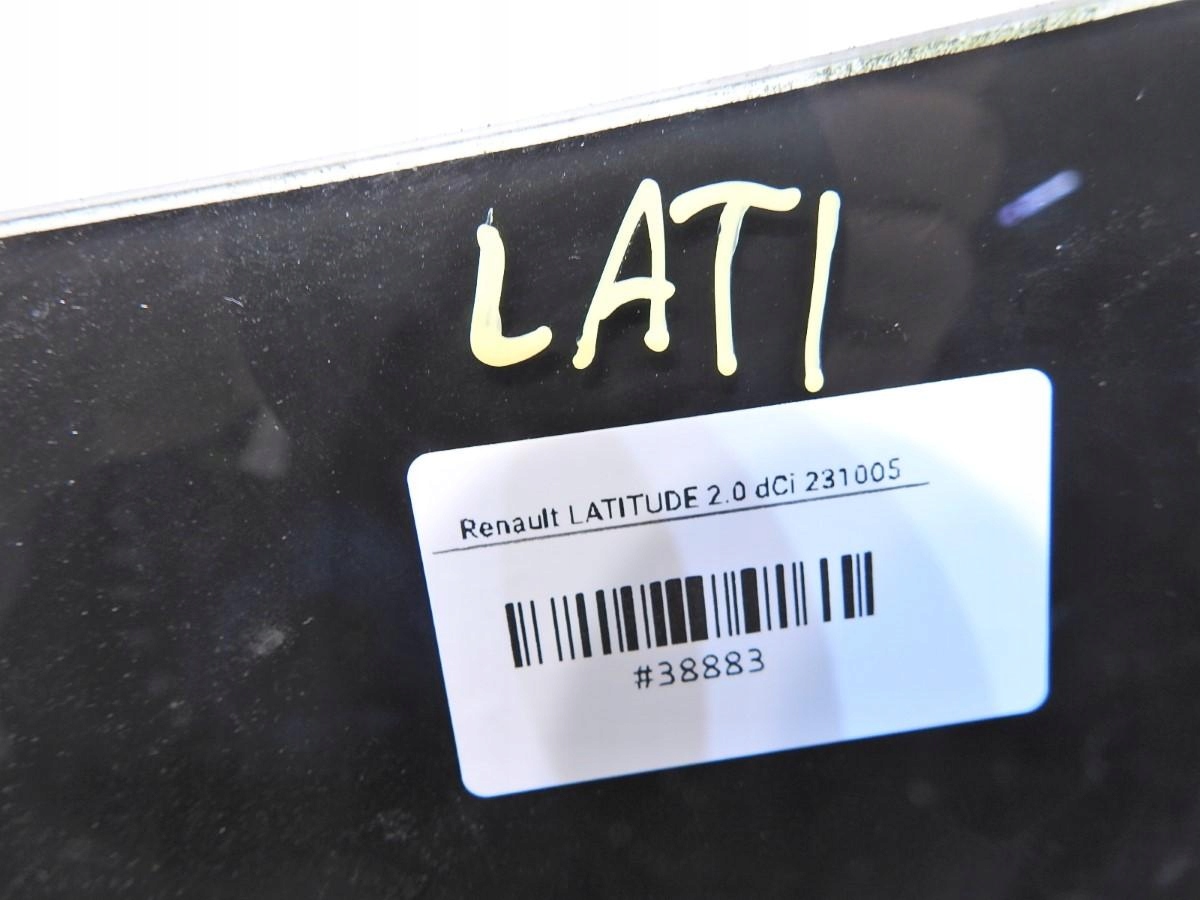 LATI
Renault LATITUDE 2.0 dCi 231005
#38883